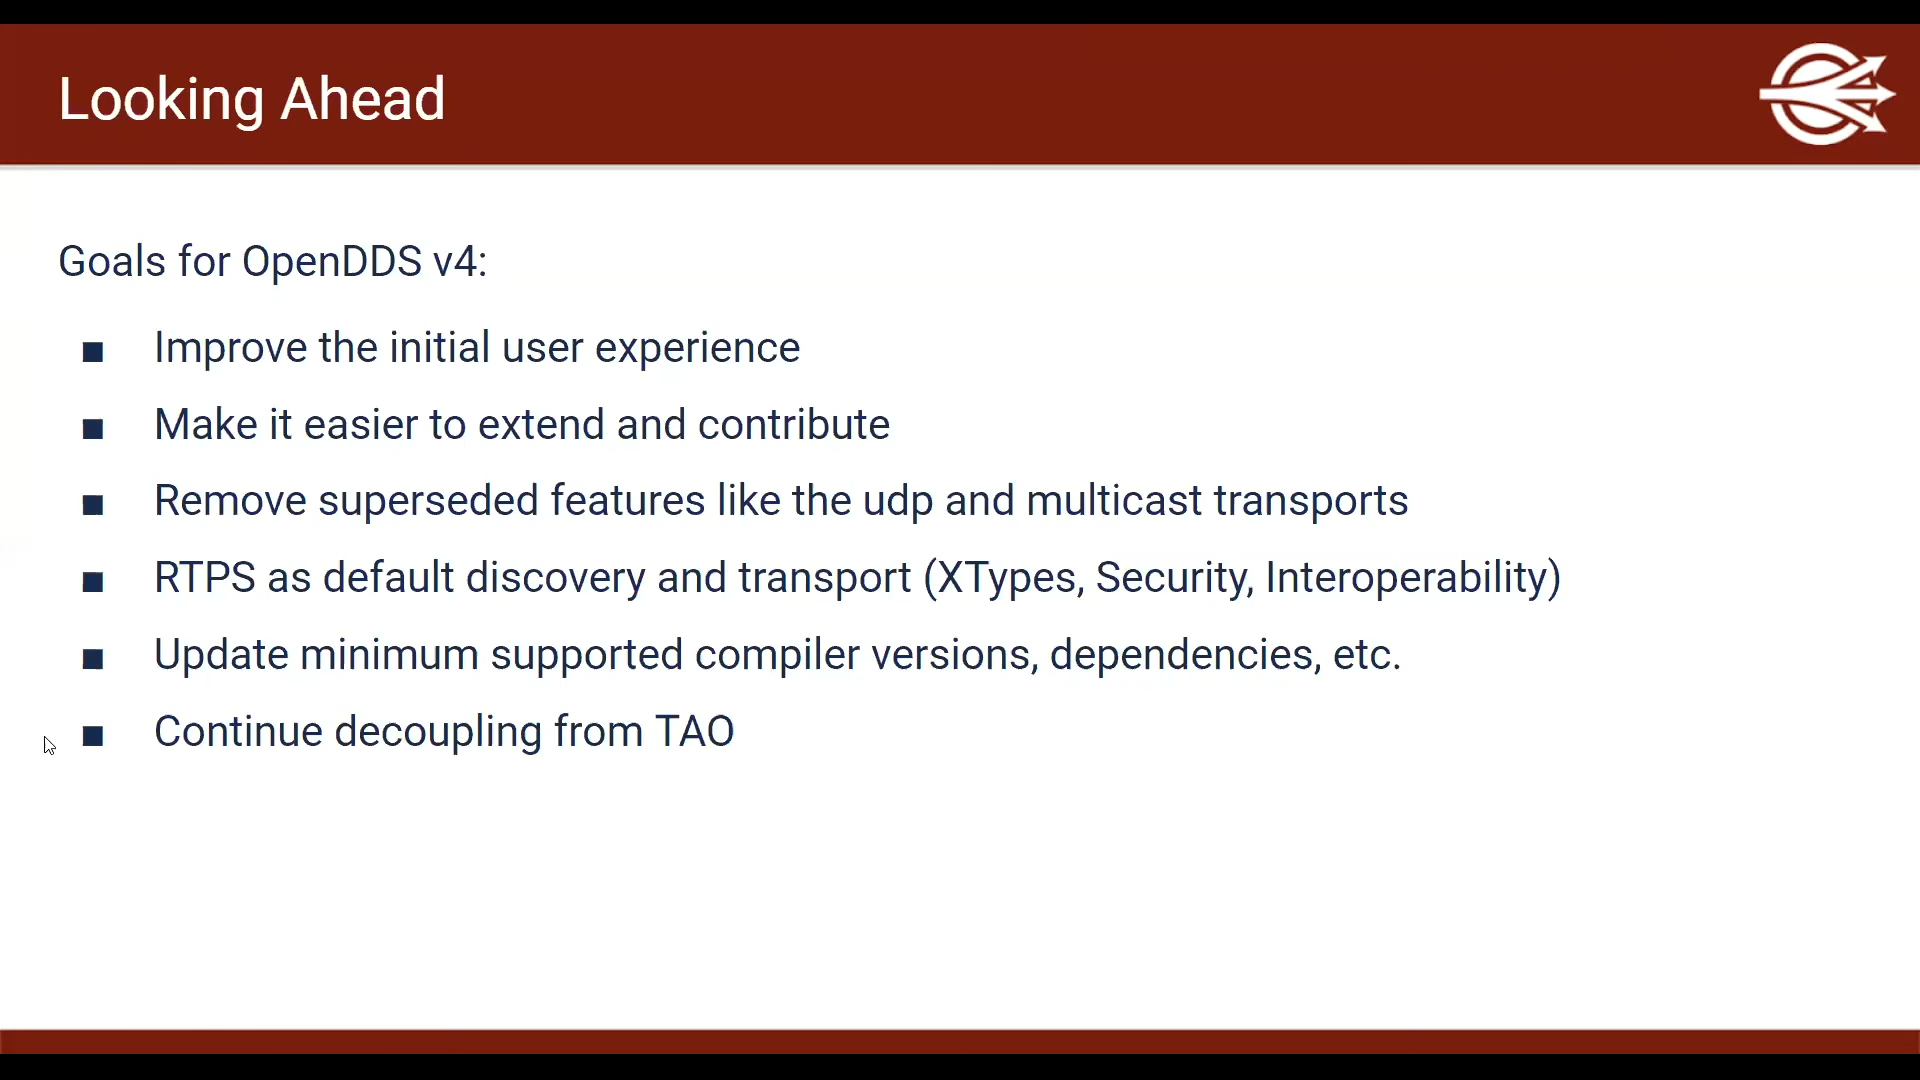 Looking Ahead
Goals for OpenDDS v4:
■ Improve the initial user experience
■ Make it easier to extend and contribute
■ Remove superseded features like the udp and multicast transports
■ RTPS as default discovery and transport (XTypes, Security, Interoperability)
■ Update minimum supported compiler versions, dependencies, etc.
■ Continue decoupling from TAO